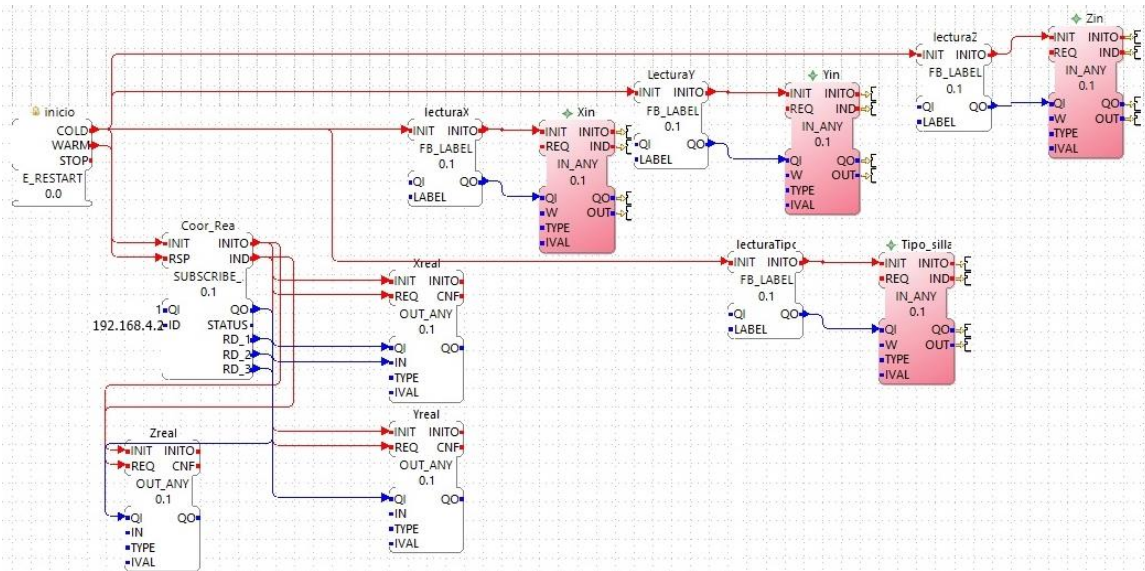 inicio
COLD
WARM
STOP
E_RESTART
0.0
lecturaX
INIT INITO
FB_LABEL
0.1
QI QO
LABEL
Xin
INIT INITO
REQ IND
IN_ANY
0.1
QI QO
W OUT
TYPE
IVAL
LecturaY
INIT INITO
FB_LABEL
0.1
QI QO
LABEL
Yin
INIT INITO
REQ IND
IN_ANY
0.1
QI QO
W OUT
TYPE
IVAL
lectura2
INIT INITO
FB_LABEL
0.1
QI QO
LABEL
Zin
INIT INITO
REQ IND
IN_ANY
0.1
QI QO
W OUT
TYPE
IVAL
Coor_Rea
INIT INITO
RSP IND
SUBSCRIBE_
0.1
1 QI QO
192.168.4.2 ID STATUS
RD_1
RD_2
RD_3
Xreal
INIT INITO
REQ CNF
OUT_ANY
0.1
QI QO
IN
TYPE
IVAL
lecturaTipc
INIT INITO
FB_LABEL
0.1
QI QO
LABEL
Tipo_silla
INIT INITO
REQ IND
IN_ANY
0.1
QI QO
W OUT
TYPE
IVAL
Yreal
INIT INITO
REQ CNF
OUT_ANY
0.1
QI QO
IN
TYPE
IVAL
Zreal
INIT INITO
REQ CNF
OUT_ANY
0.1
QI QO
IN
TYPE
IVAL